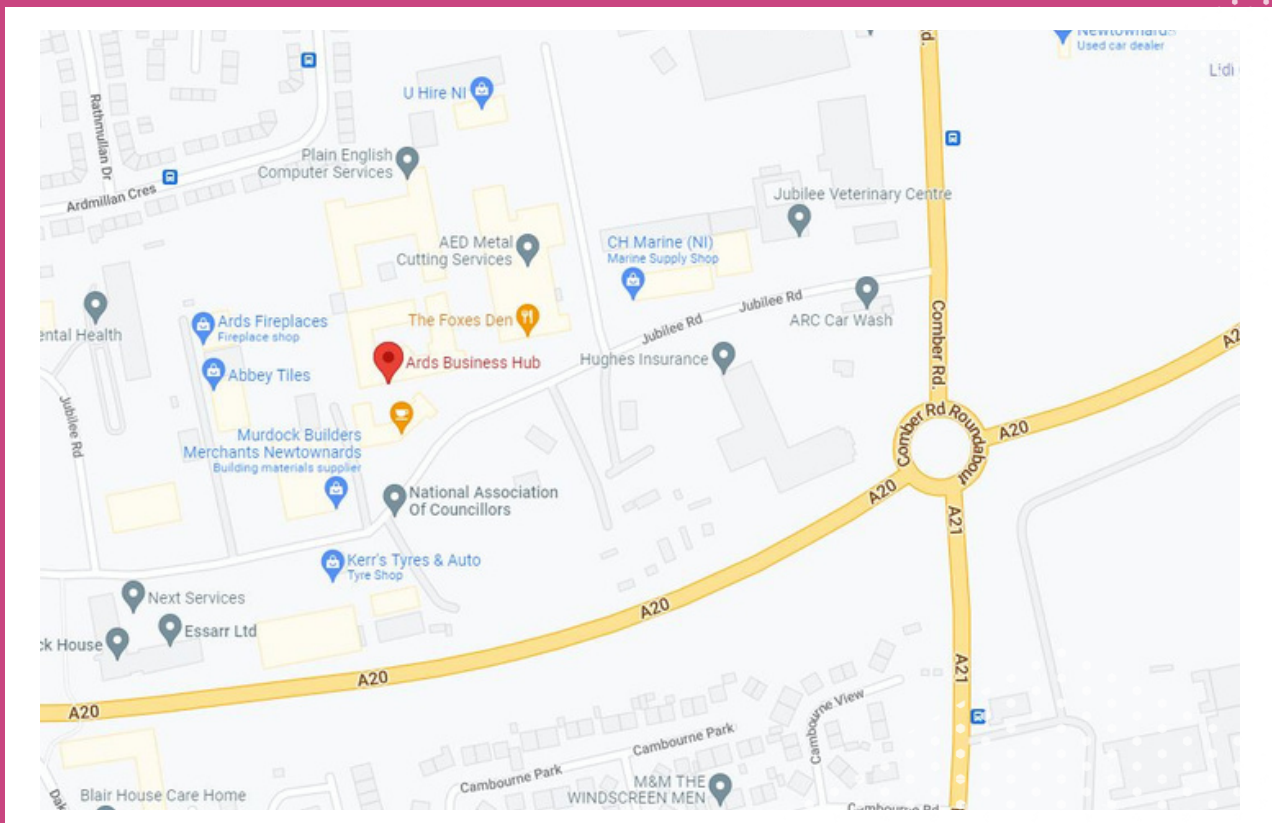 Rd.
Newtownards
Used car dealer
Lidl
U Hire NI
Rathmullan Dr
Plain English
Computer Services
Ardmillan Cres
Jubilee Veterinary Centre
AED Metal
Cutting Services
CH Marine (NI)
Marine Supply Shop
Jubilee Rd
Jubilee Rd
ARC Car Wash
Comber Rd.
A2
ental Health
Ards Fireplaces
Fireplace shop
The Foxes Den
Hughes Insurance
Ards Business Hub
Abbey Tiles
Jubilee Rd
Comber Rd Roundabout
A20
Murdock Builders
Merchants Newtownards
Building materials supplier
National Association
Of Councillors
A20
A21
Kerr's Tyres & Auto
Tyre Shop
Next Services
A20
Essarr Ltd
ck House
A20
A21
A20
Cambourne View
Cambourne Park
Cambourne Park
M&M THE
WINDSCREEN MEN
Blair House Care Home
Dak
Cambourne Rd